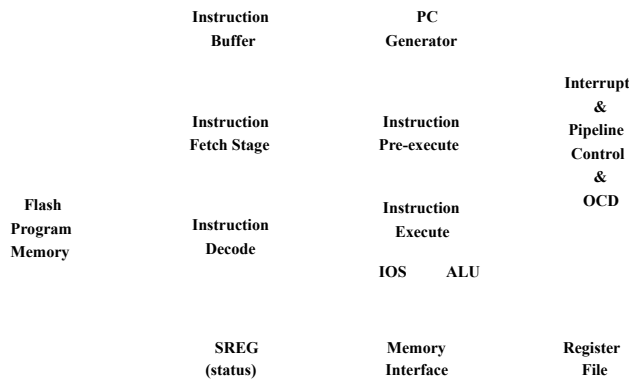 Instruction
Buffer
PC
Generator
Interrupt
&
Pipeline
Control
&
OCD
Instruction
Fetch Stage
Instruction
Pre-execute
Flash
Program
Memory
Instruction
Decode
Instruction
Execute
IOS ALU
SREG
(status)
Memory
Interface
Register
File